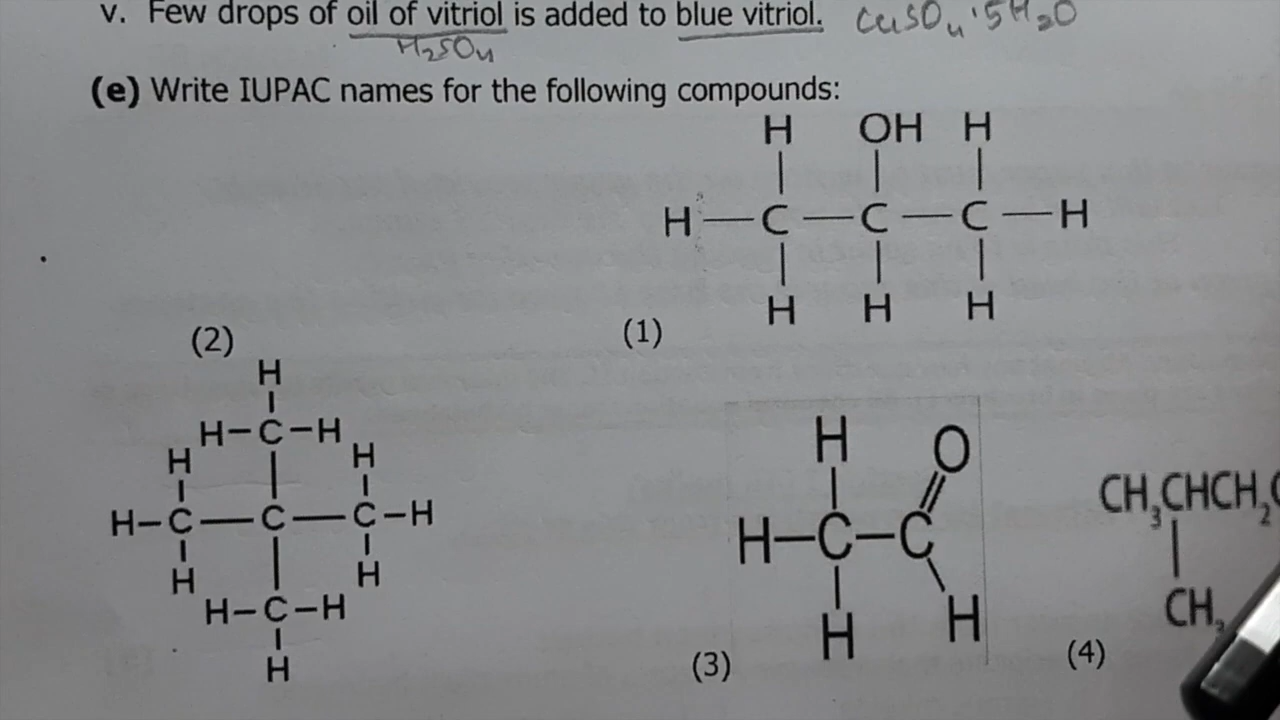 v. Few drops of oil of vitriol is added to blue vitriol. CuSO4·5H2O
H2SO4
(e) Write IUPAC names for the following compounds:
H OH H
H—C—C—C—H
H H H
(1)
(2)
H
H–C–H
H H
H–C—C—C–H
H H
H–C–H
H
H O
H–C–C
H H
(3)
CH3CHCH2C
CH3
(4)